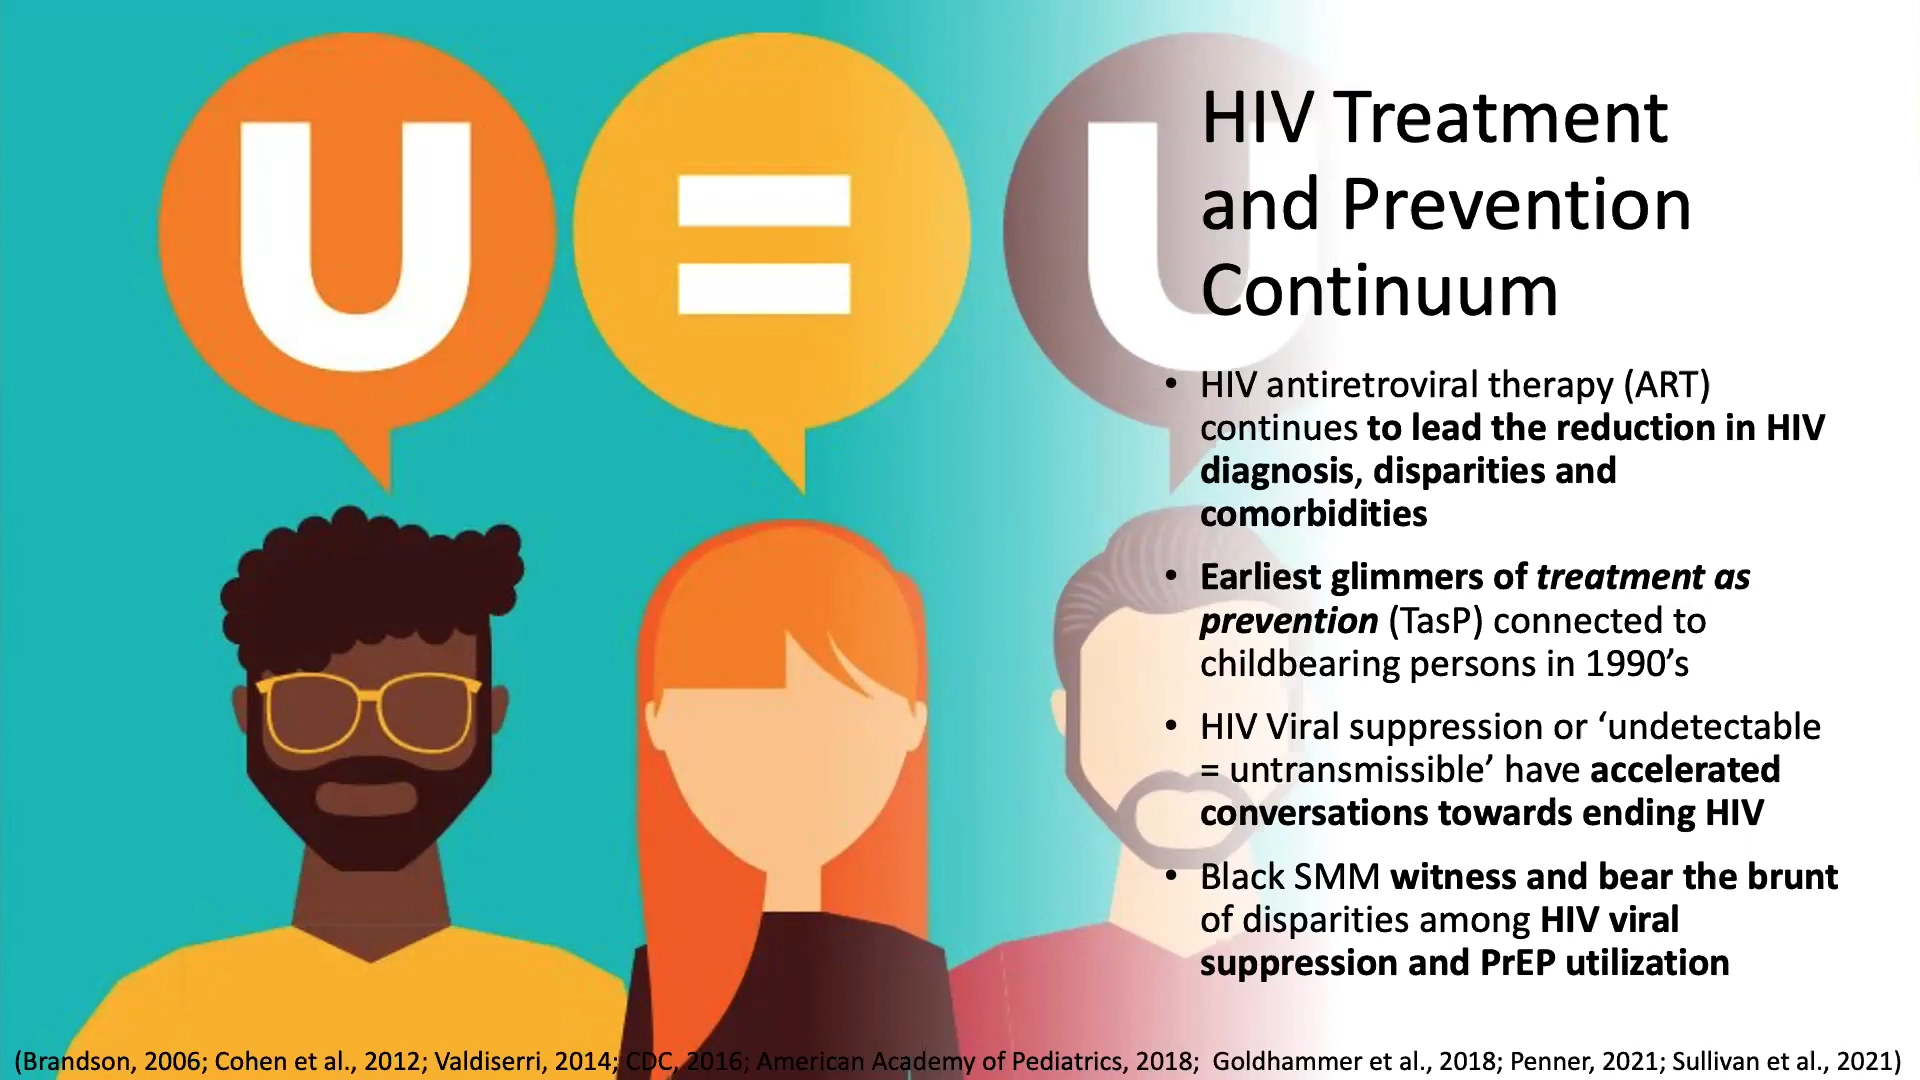 U = U
HIV Treatment
and Prevention
Continuum
• HIV antiretroviral therapy (ART)
continues to lead the reduction in HIV
diagnosis, disparities and
comorbidities
• Earliest glimmers of treatment as
prevention (TasP) connected to
childbearing persons in 1990’s
• HIV Viral suppression or ‘undetectable
= untransmissible’ have accelerated
conversations towards ending HIV
• Black SMM witness and bear the brunt
of disparities among HIV viral
suppression and PrEP utilization
(Brandson, 2006; Cohen et al., 2012; Valdiserri, 2014; CDC, 2016; American Academy of Pediatrics, 2018; Goldhammer et al., 2018; Penner, 2021; Sullivan et al., 2021)